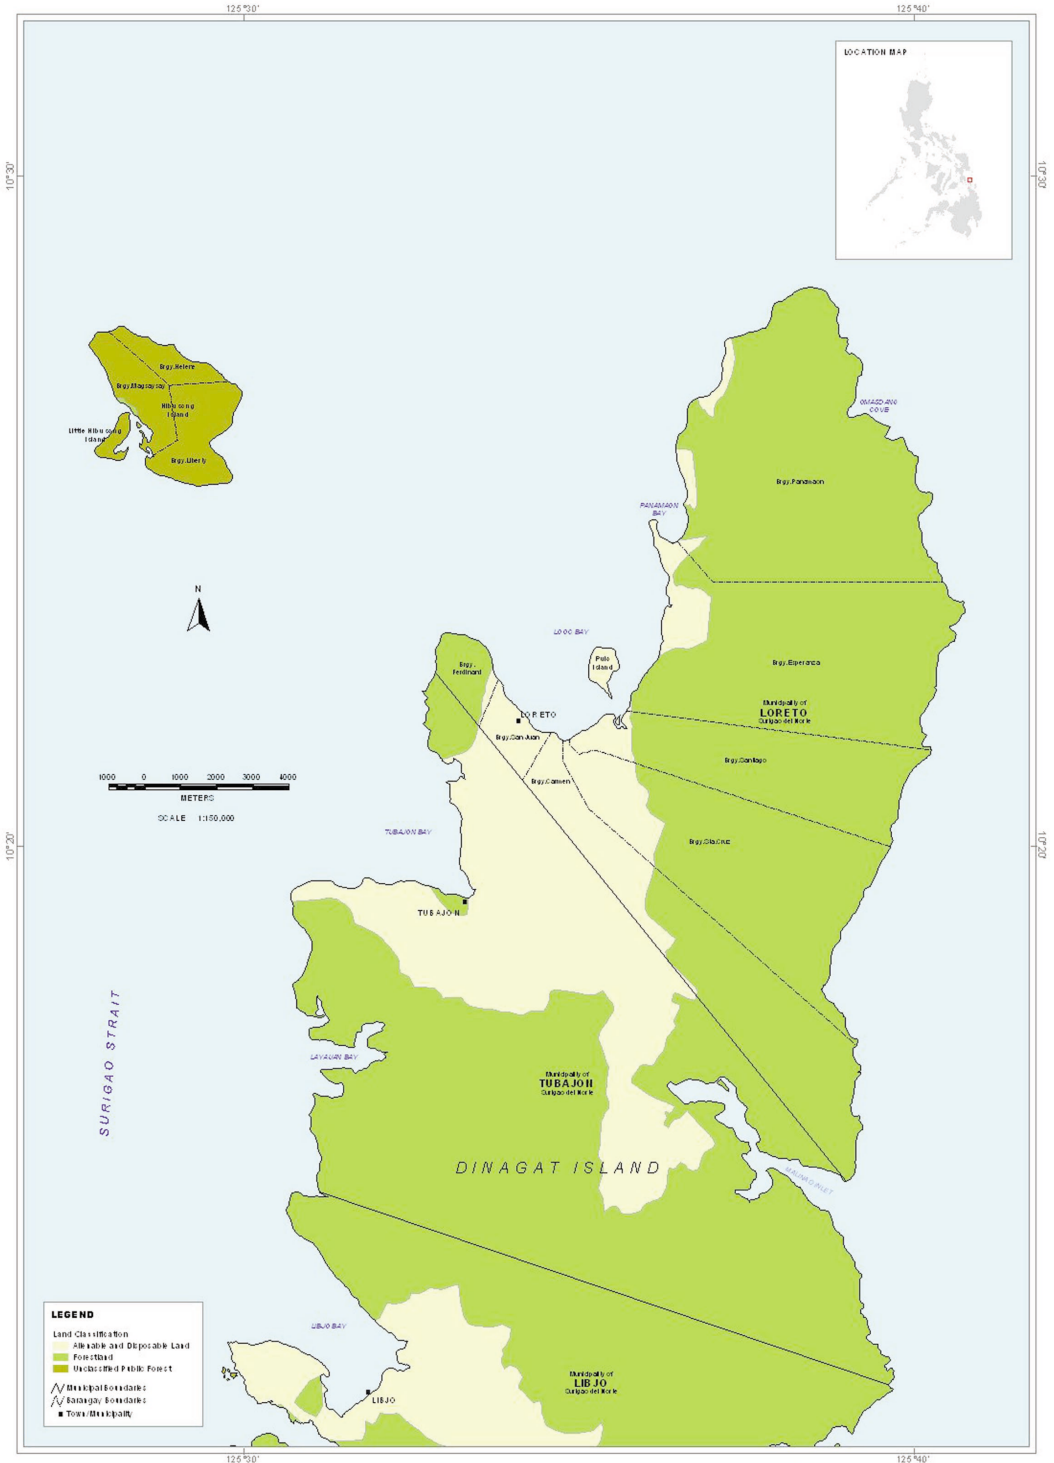 125°30'
125°40'
LOCATION MAP
10°30'
10°30'
Brgy.Helene
Brgy.Magsaysay
Hibusong
Island
Little Hibusong
Island
Brgy.Liberty
OMASDANG
COVE
Brgy.Panamaon
PANAMAON
BAY
N
LOOC BAY
Pulo
Island
Brgy.
Ferdinand
Brgy.Esperanza
Municipality of
LORETO
Surigao del Norte
LORETO
Brgy.San Juan
Brgy.Santiago
Brgy.Carmen
1000 0 1000 2000 3000 4000
METERS
SCALE 1:150,000
TUBAJON BAY
Brgy.Sta.Cruz
10°20'
10°20'
TUBAJON
SURIGAO STRAIT
LAYAUAN BAY
Municipality of
TUBAJON
Surigao del Norte
DINAGAT ISLAND
INLET
LEGEND
Land Classification
Alienable and Disposable Land
Forestland
Unclassified Public Forest
Municipal Boundaries
Barangay Boundaries
Town/Municipality
LIBJO BAY
Municipality of
LIBJO
Surigao del Norte
LIBJO
125°30'
125°40'